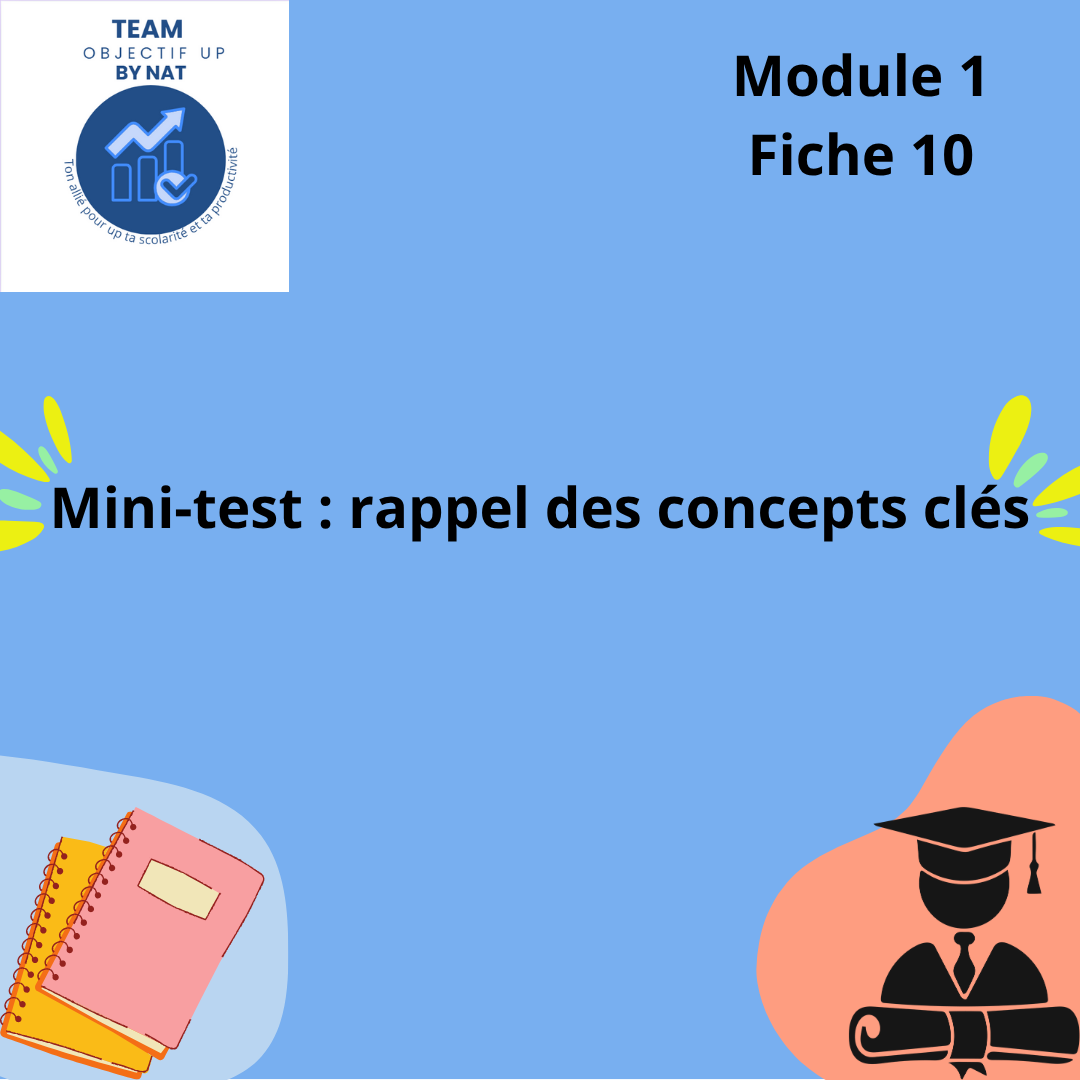 TEAM
OBJECTIF UP
BY NAT
Ton allié pour up ta scolarité et ta productivité
Module 1
Fiche 10
Mini-test : rappel des concepts clés